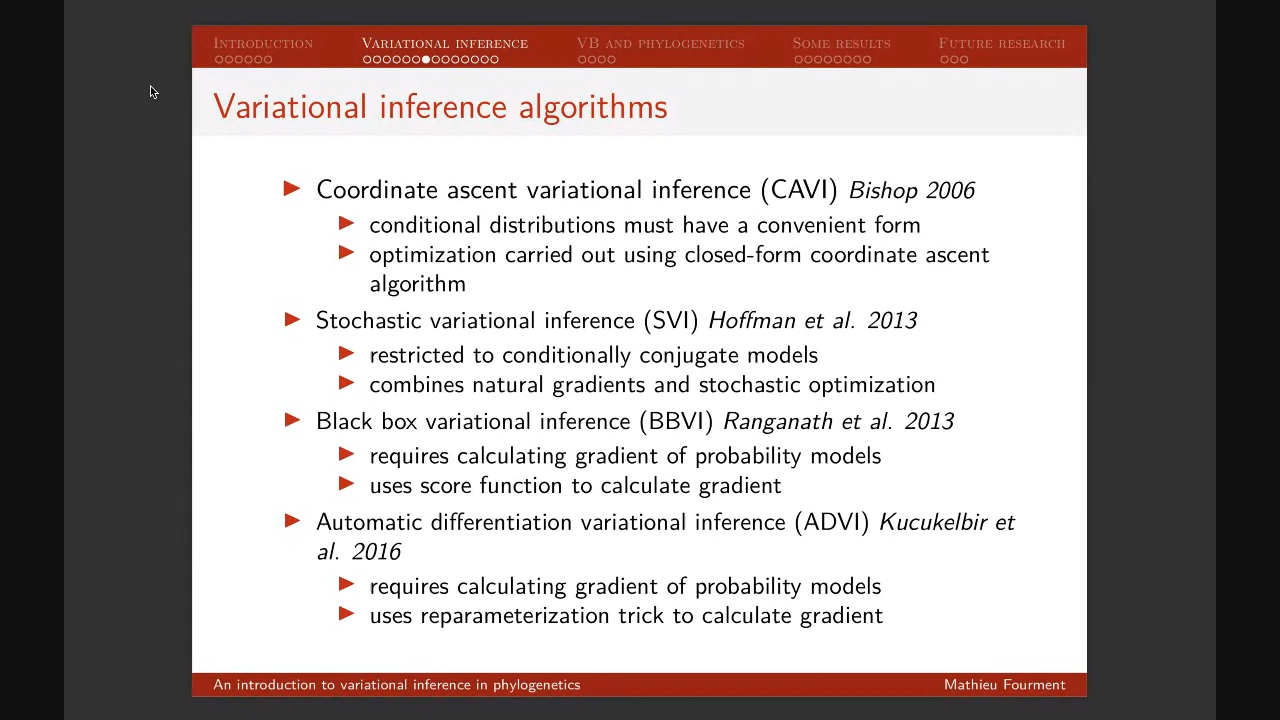 Introduction Variational inference VB and phylogenetics Some results Future research
Variational inference algorithms
Coordinate ascent variational inference (CAVI) Bishop 2006
conditional distributions must have a convenient form
optimization carried out using closed-form coordinate ascent
algorithm
Stochastic variational inference (SVI) Hoffman et al. 2013
restricted to conditionally conjugate models
combines natural gradients and stochastic optimization
Black box variational inference (BBVI) Ranganath et al. 2013
requires calculating gradient of probability models
uses score function to calculate gradient
Automatic differentiation variational inference (ADVI) Kucukelbir et
al. 2016
requires calculating gradient of probability models
uses reparameterization trick to calculate gradient
An introduction to variational inference in phylogenetics Mathieu Fourment